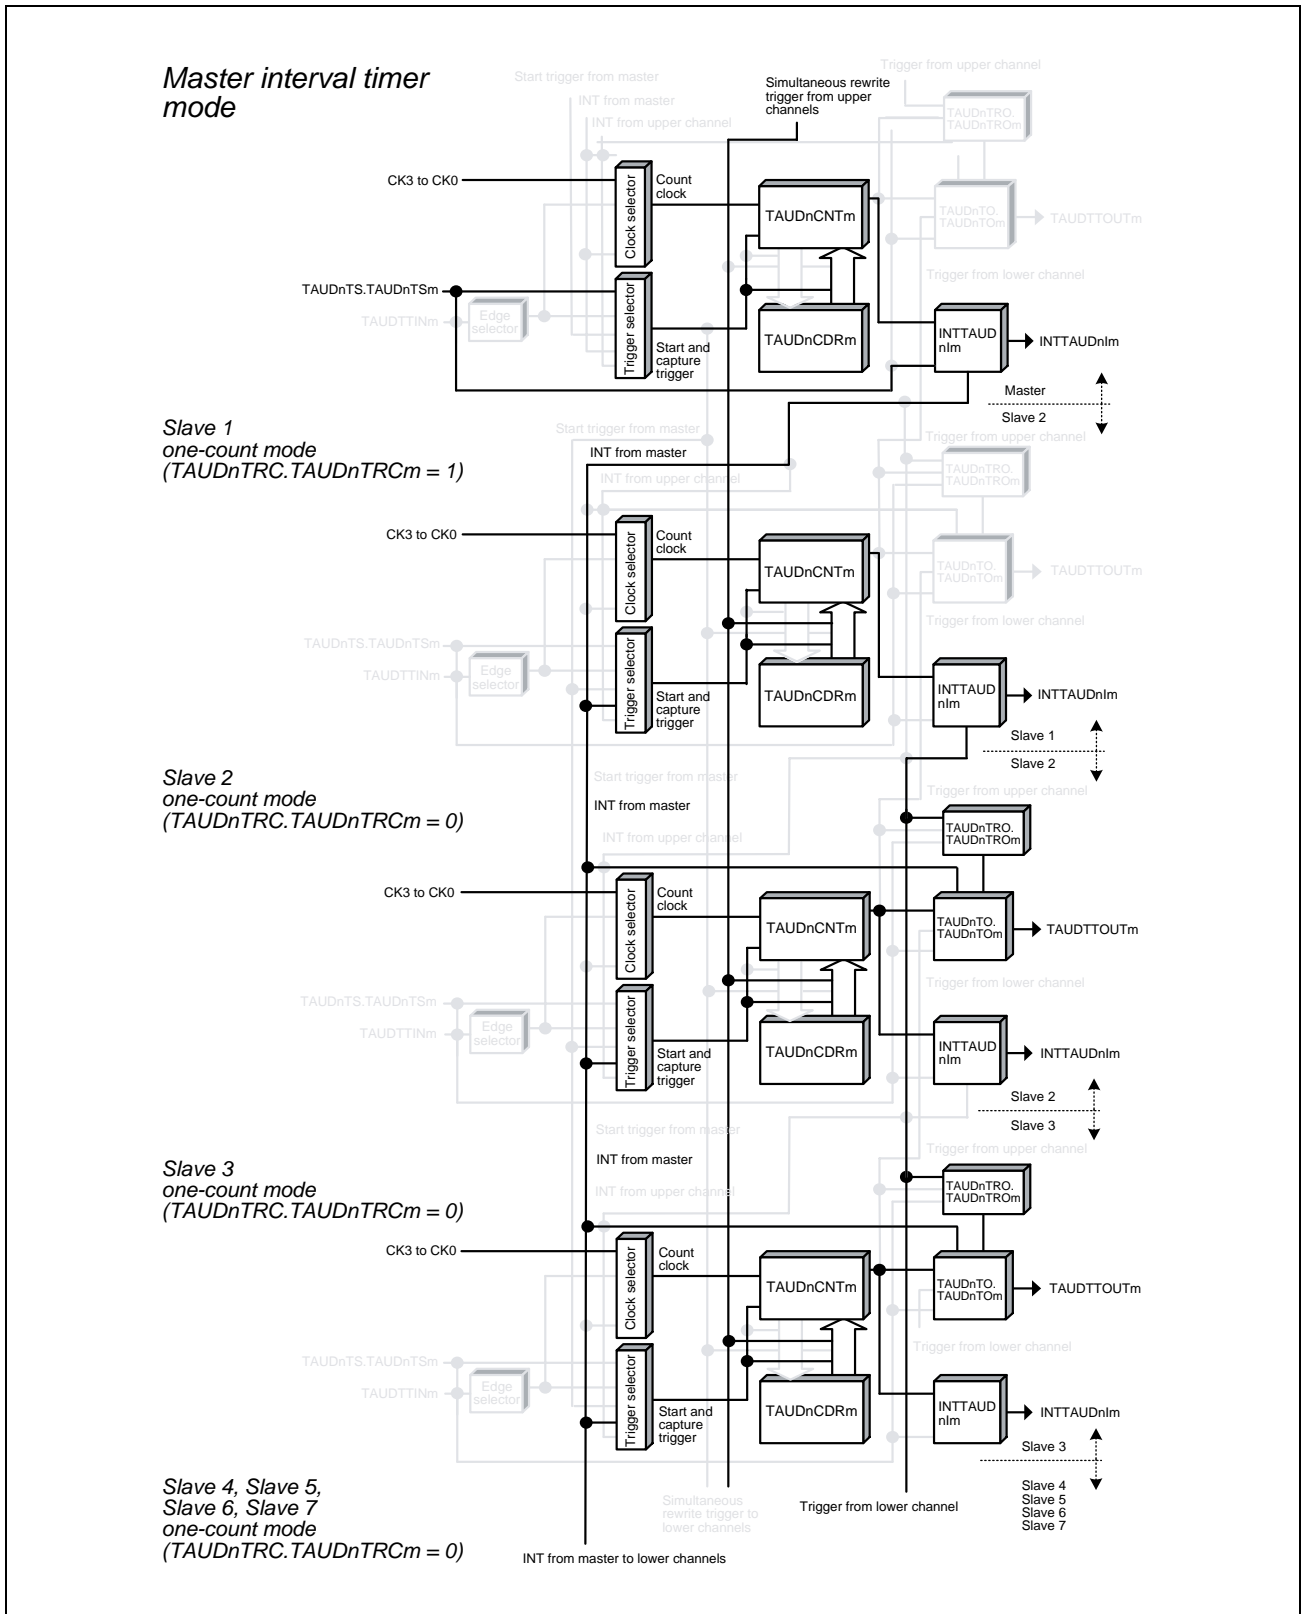 Master interval timer
mode
Start trigger from master
INT from master
INT from upper channel
Simultaneous rewrite
trigger from upper
channels
Trigger from upper channel
TAUDnTRO.
TAUDnTROm
CK3 to CK0
Clock selector
Count
clock
TAUDnCNTm
TAUDnTO.
TAUDnTOm
TAUDTTOUTm
Trigger from lower channel
TAUDnTS.TAUDnTSm
TAUDTTINm
Edge
selector
Trigger selector
Start and
capture
trigger
TAUDnCDRm
INTTAUD
nIm
INTTAUDnIm
Master
Slave 2
Slave 1
one-count mode
(TAUDnTRC.TAUDnTRCm = 1)
Start trigger from master
INT from master
INT from upper channel
Trigger from upper channel
TAUDnTRO.
TAUDnTROm
CK3 to CK0
Clock selector
Count
clock
TAUDnCNTm
TAUDnTO.
TAUDnTOm
TAUDTTOUTm
Trigger from lower channel
TAUDnTS.TAUDnTSm
TAUDTTINm
Edge
selector
Trigger selector
Start and
capture
trigger
TAUDnCDRm
INTTAUD
nIm
INTTAUDnIm
Slave 1
Slave 2
Slave 2
one-count mode
(TAUDnTRC.TAUDnTRCm = 0)
Start trigger from master
INT from master
INT from upper channel
Trigger from upper channel
TAUDnTRO.
TAUDnTROm
CK3 to CK0
Clock selector
Count
clock
TAUDnCNTm
TAUDnTO.
TAUDnTOm
TAUDTTOUTm
Trigger from lower channel
TAUDnTS.TAUDnTSm
TAUDTTINm
Edge
selector
Trigger selector
Start and
capture
trigger
TAUDnCDRm
INTTAUD
nIm
INTTAUDnIm
Slave 2
Slave 3
Slave 3
one-count mode
(TAUDnTRC.TAUDnTRCm = 0)
Start trigger from master
INT from master
INT from upper channel
Trigger from upper channel
TAUDnTRO.
TAUDnTROm
CK3 to CK0
Clock selector
Count
clock
TAUDnCNTm
TAUDnTO.
TAUDnTOm
TAUDTTOUTm
Trigger from lower channel
TAUDnTS.TAUDnTSm
TAUDTTINm
Edge
selector
Trigger selector
Start and
capture
trigger
TAUDnCDRm
INTTAUD
nIm
INTTAUDnIm
Slave 3
Slave 4
Slave 5
Slave 6
Slave 7
Slave 4, Slave 5,
Slave 6, Slave 7
one-count mode
(TAUDnTRC.TAUDnTRCm = 0)
Simultaneous
rewrite trigger to
lower channels
Trigger from lower channel
INT from master to lower channels